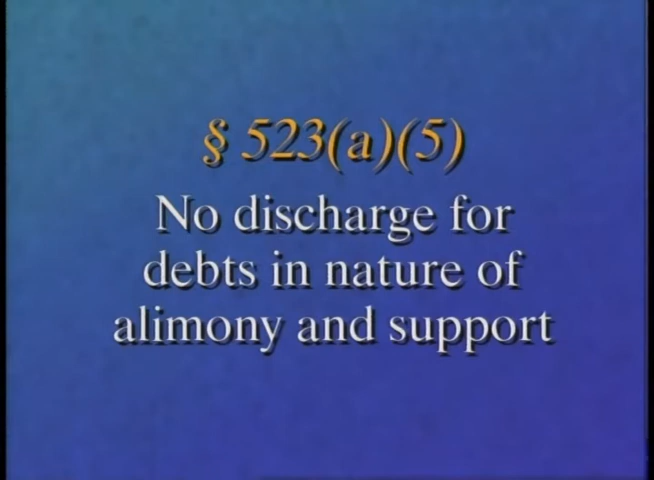 § 523(a)(5)
No discharge for
debts in nature of
alimony and support